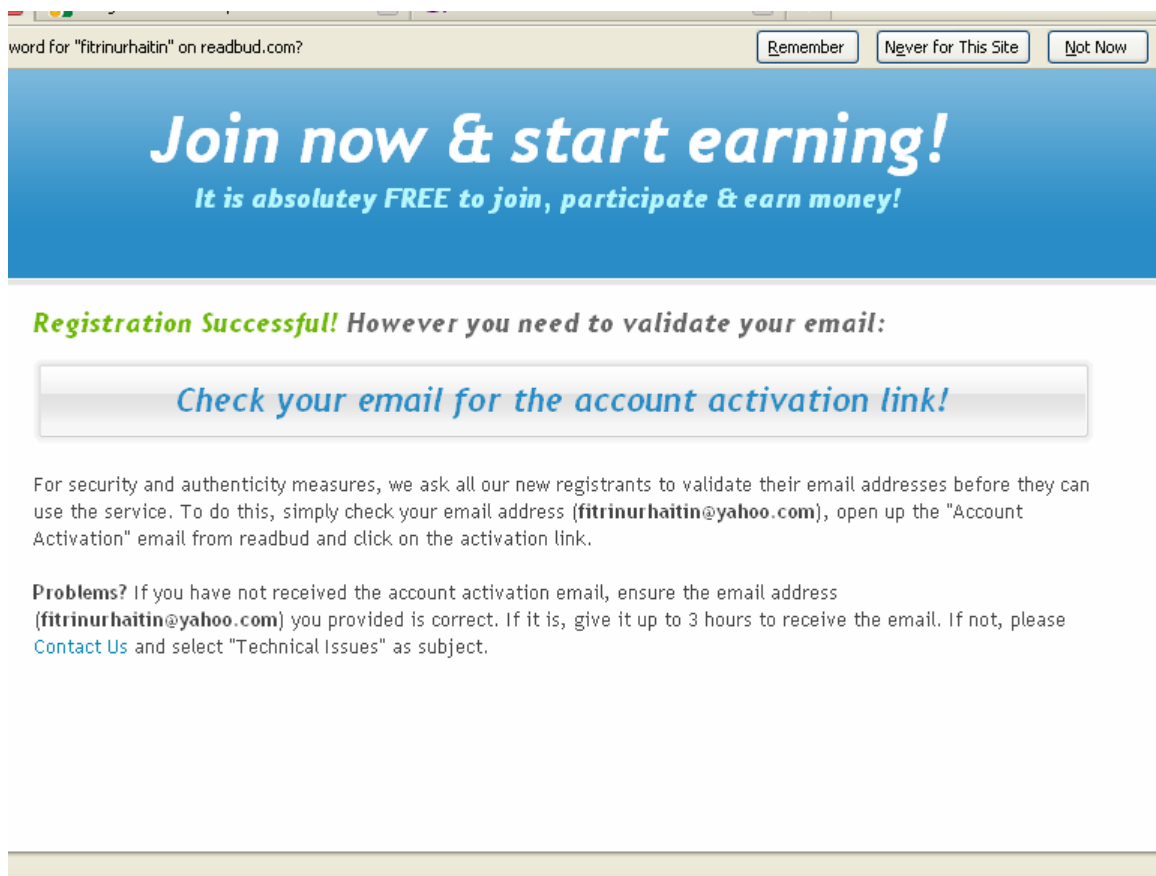 word for "fitrinurhaitin" on readbud.com?
Remember
Never for This Site
Not Now
Join now & start earning!
It is absolutey FREE to join, participate & earn money!
Registration Successful! However you need to validate your email:
Check your email for the account activation link!
For security and authenticity measures, we ask all our new registrants to validate their email addresses before they can
use the service. To do this, simply check your email address (fitrinurhaitin@yahoo.com), open up the "Account
Activation" email from readbud and click on the activation link.
Problems? If you have not received the account activation email, ensure the email address
(fitrinurhaitin@yahoo.com) you provided is correct. If it is, give it up to 3 hours to receive the email. If not, please
Contact Us and select "Technical Issues" as subject.